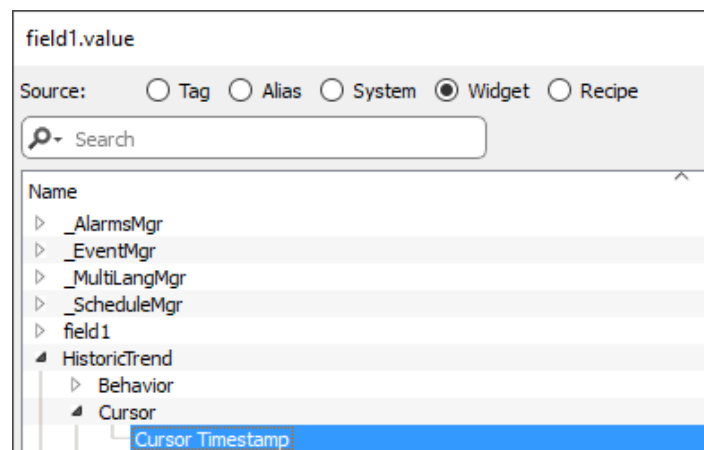 field1.value
Source: Tag Alias System Widget Recipe
Search
Name
_AlarmsMgr
_EventMgr
_MultiLangMgr
_ScheduleMgr
field1
HistoricTrend
Behavior
Cursor
Cursor Timestamp